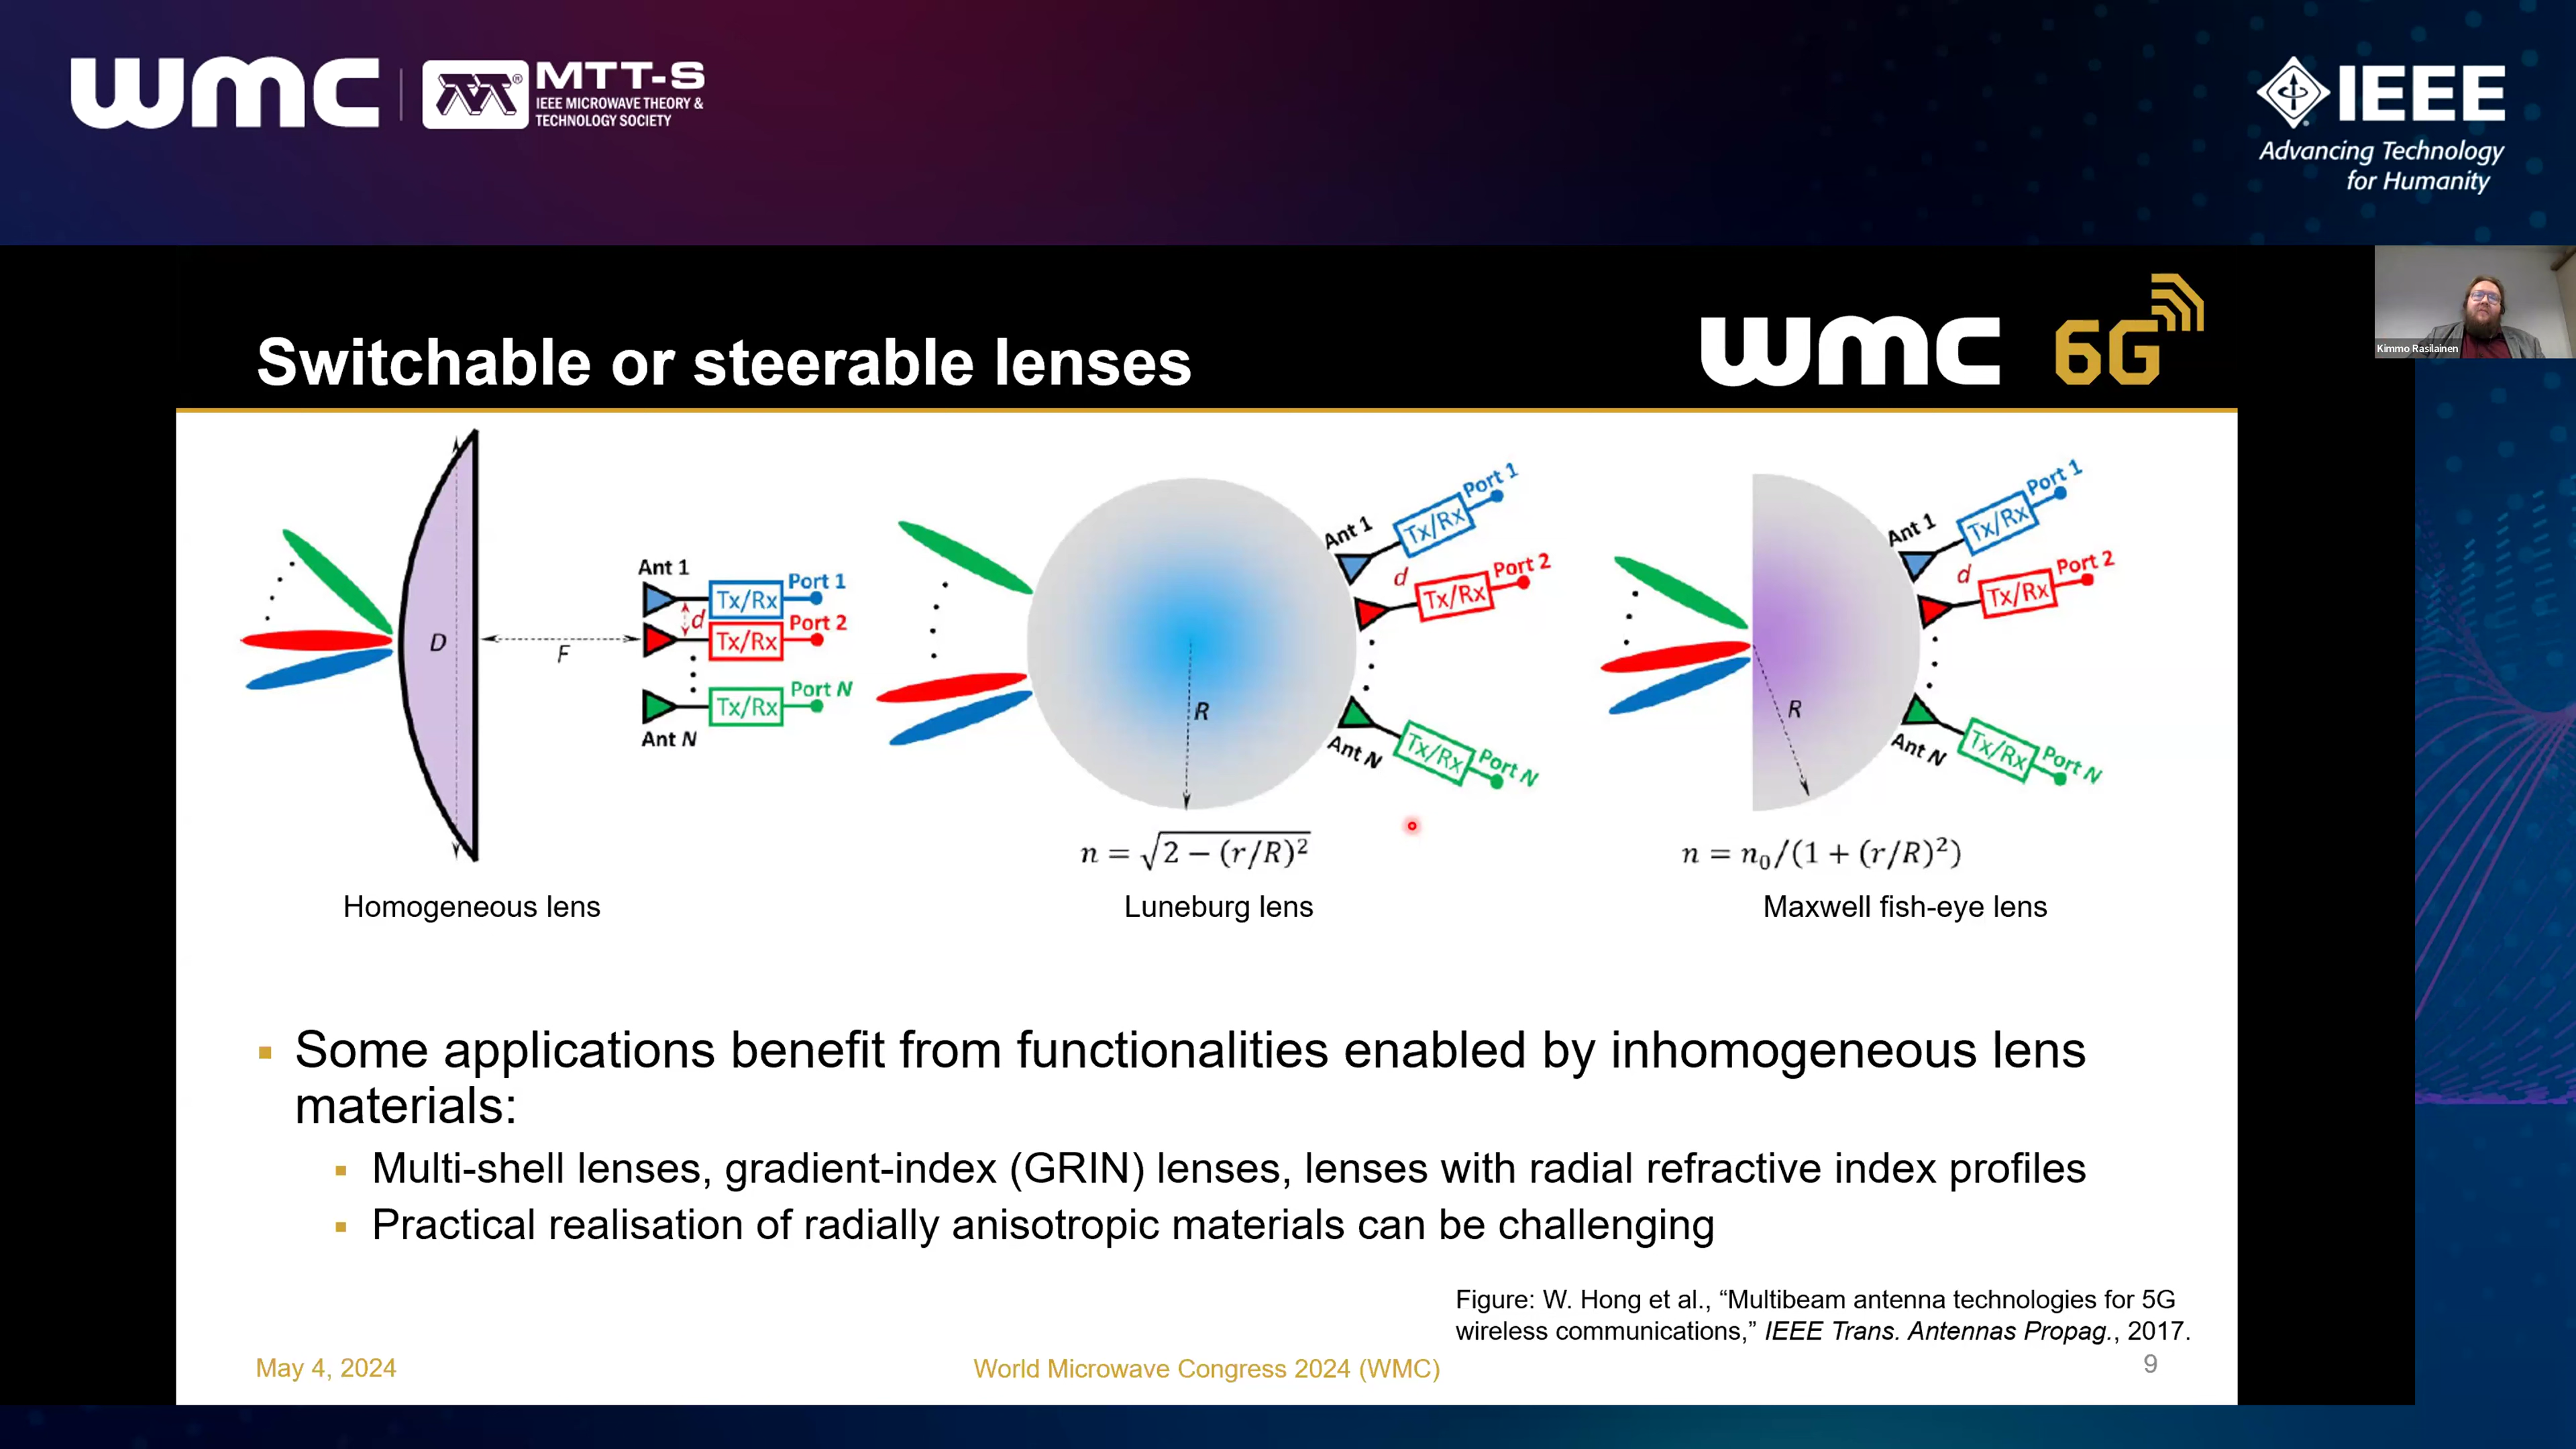 wmc
MTT-S
IEEE MICROWAVE THEORY &
TECHNOLOGY SOCIETY
IEEE
Advancing Technology
for Humanity
Kimmo Rasilainen
Switchable or steerable lenses
wmc 6G
D
F
Ant 1
d
Ant N
Tx/Rx Port 1
Tx/Rx Port 2
Tx/Rx Port N
R
Ant 1
d
Ant N
Tx/Rx Port 1
Tx/Rx Port 2
Tx/Rx Port N
R
Ant 1
d
Ant N
Tx/Rx Port 1
Tx/Rx Port 2
Tx/Rx Port N
n = √2 − (r/R)²
n = n₀/(1 + (r/R)²)
Homogeneous lens
Luneburg lens
Maxwell fish-eye lens
Some applications benefit from functionalities enabled by inhomogeneous lens
materials:
Multi-shell lenses, gradient-index (GRIN) lenses, lenses with radial refractive index profiles
Practical realisation of radially anisotropic materials can be challenging
Figure: W. Hong et al., “Multibeam antenna technologies for 5G
wireless communications,” IEEE Trans. Antennas Propag., 2017.
May 4, 2024
World Microwave Congress 2024 (WMC)
9